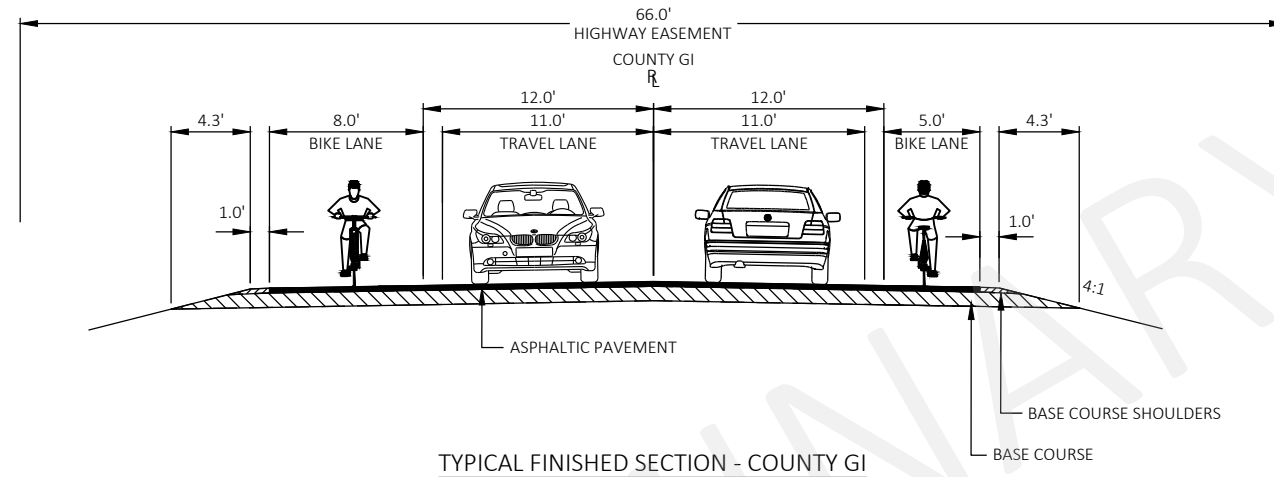 66.0'
HIGHWAY EASEMENT
COUNTY GI
RL
12.0' 12.0'
4.3' 8.0' 11.0' 11.0' 5.0' 4.3'
BIKE LANE TRAVEL LANE TRAVEL LANE BIKE LANE
1.0' 1.0'
4:1
ASPHALTIC PAVEMENT
BASE COURSE SHOULDERS
BASE COURSE
TYPICAL FINISHED SECTION - COUNTY GI
INARY